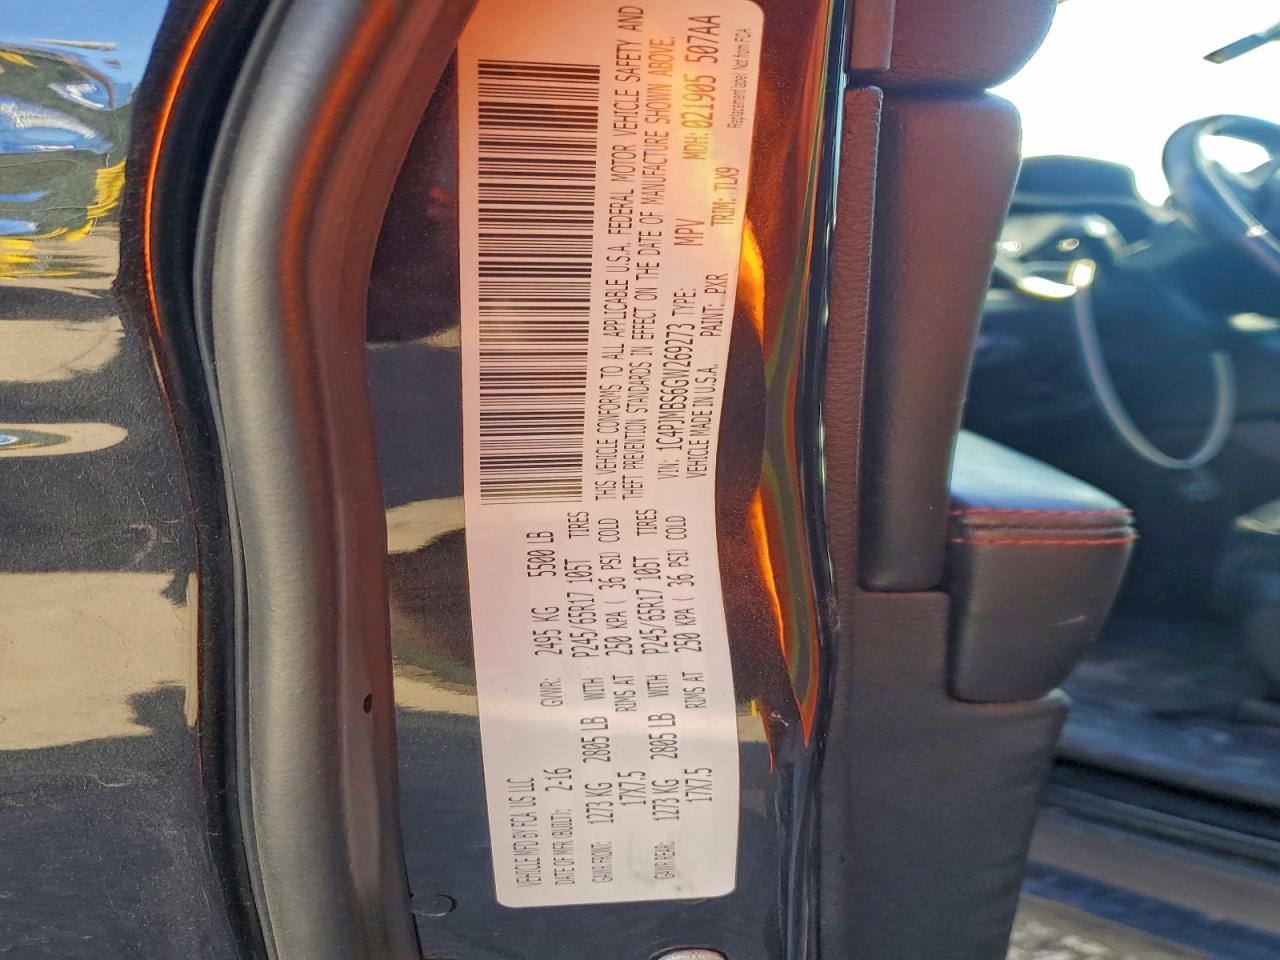 VEHICLE MFD BY FCA US LLC
DATE OF MFR (BUILT): 2-16 GVWR: 2495 KG 5500 LB
GAWR FRONT: 1273 KG 2805 LB WITH P245/65R17 105T TIRES
17X7.5 RIMS AT 250 KPA ( 36 PSI) COLD
GAWR REAR: 1273 KG 2805 LB WITH P245/65R17 105T TIRES
17X7.5 RIMS AT 250 KPA ( 36 PSI) COLD
THIS VEHICLE CONFORMS TO ALL APPLICABLE U.S.A. FEDERAL MOTOR VEHICLE SAFETY AND
THEFT PREVENTION STANDARDS IN EFFECT ON THE DATE OF MANUFACTURE SHOWN ABOVE.
VIN: 1C4PJMBS6GW269273 TYPE: MPV MDH: 021905 507AA
VEHICLE MADE IN U.S.A. PAINT: PXR TRIM: TLX9
Replacement label. Not from FCA